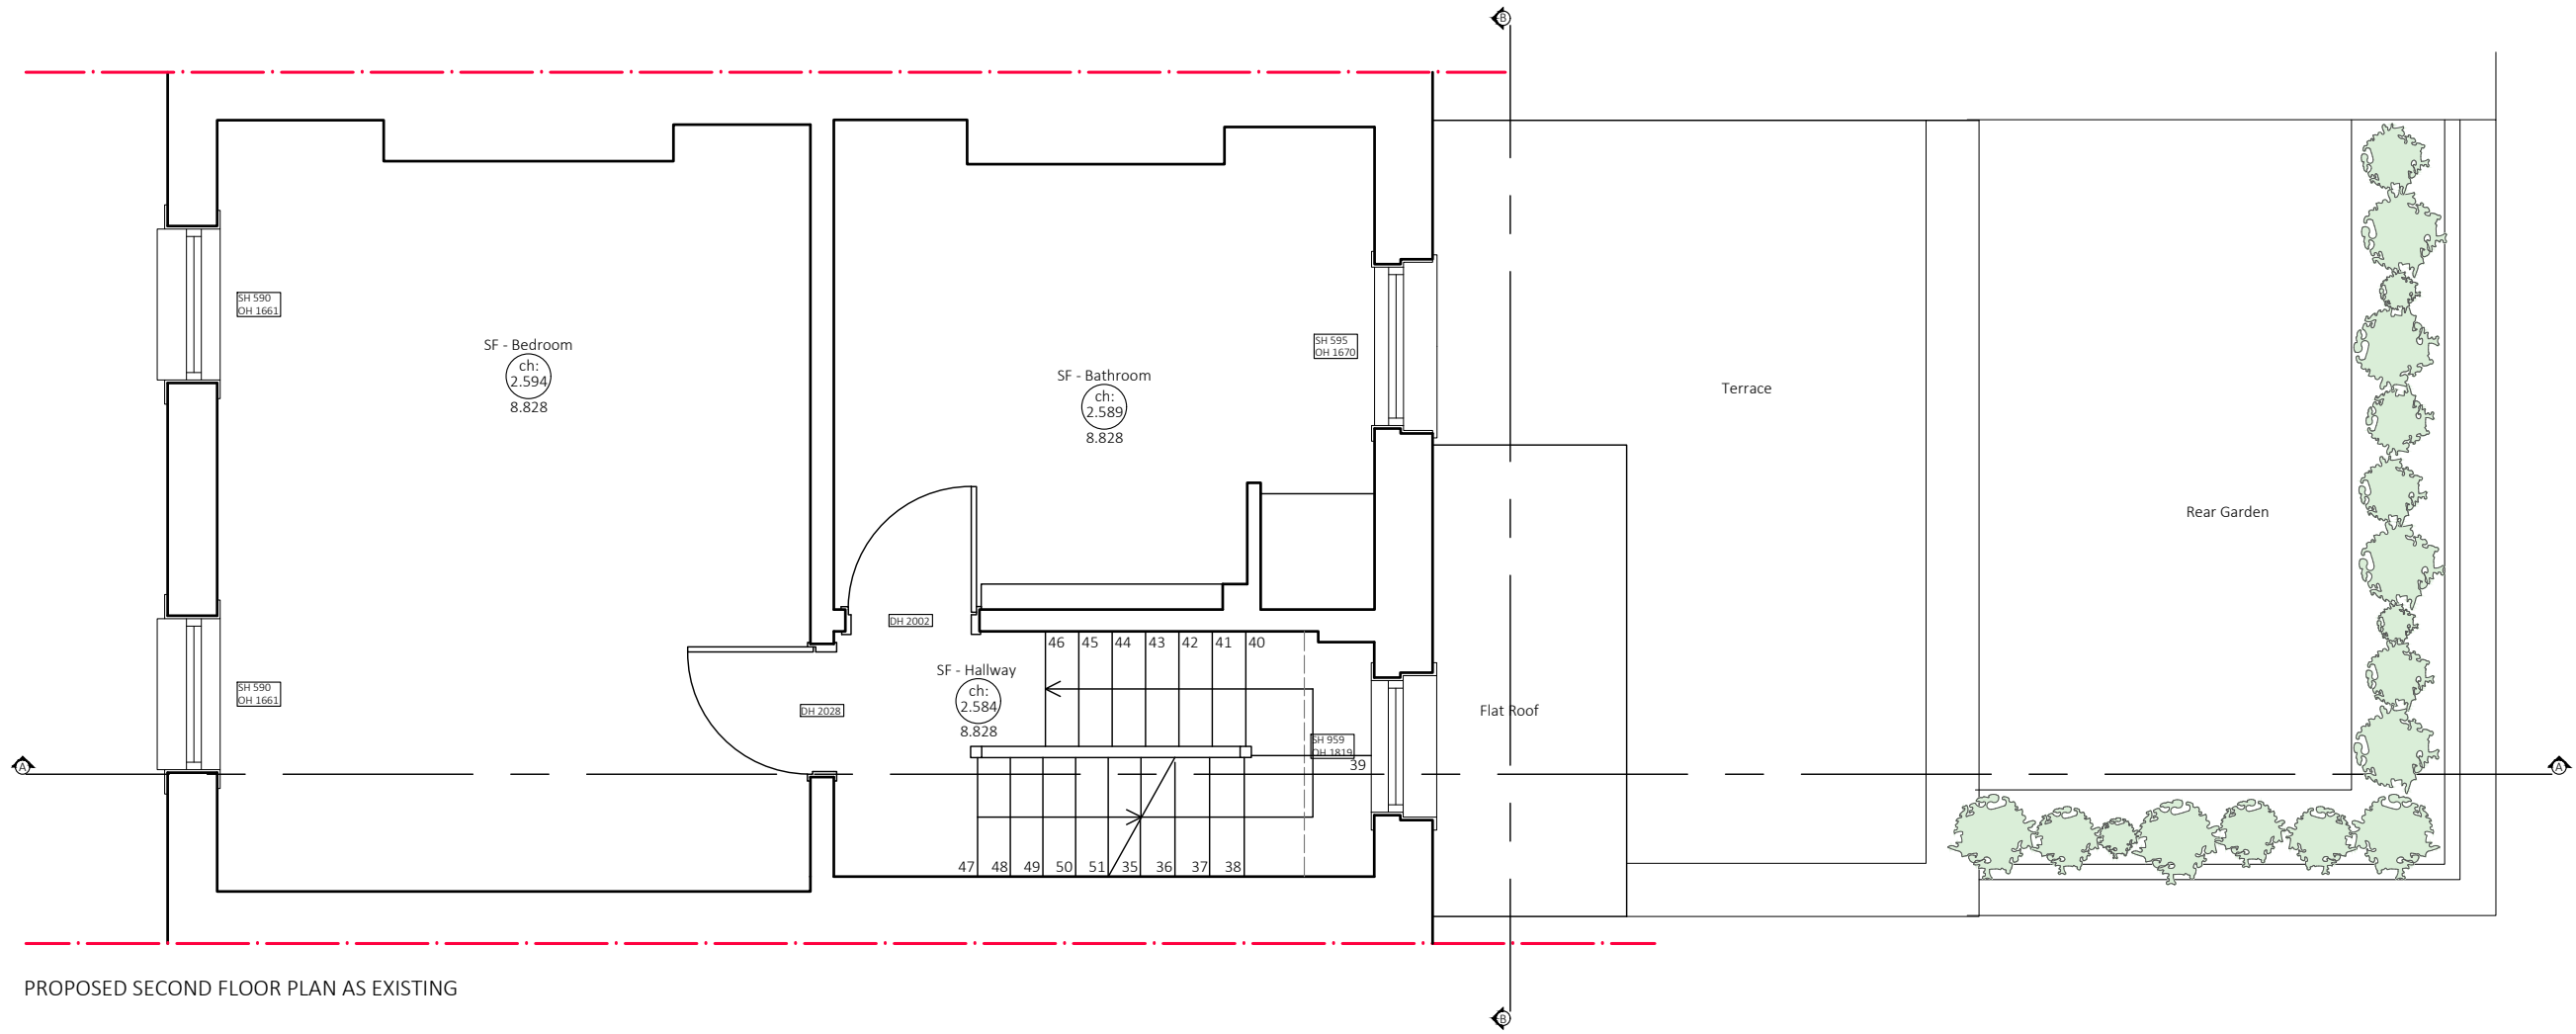 B
SH 590
OH 1661
SF - Bedroom
ch:
2.594
8.828
SF - Bathroom
ch:
2.589
8.828
SH 595
OH 1670
Terrace
Rear Garden
DH 2002
SH 590
OH 1661
DH 2028
SF - Hallway
ch:
2.584
8.828
46 45 44 43 42 41 40
SH 959
OH 1819
39
Flat Roof
A
A
47 48 49 50 51 35 36 37 38
PROPOSED SECOND FLOOR PLAN AS EXISTING
B